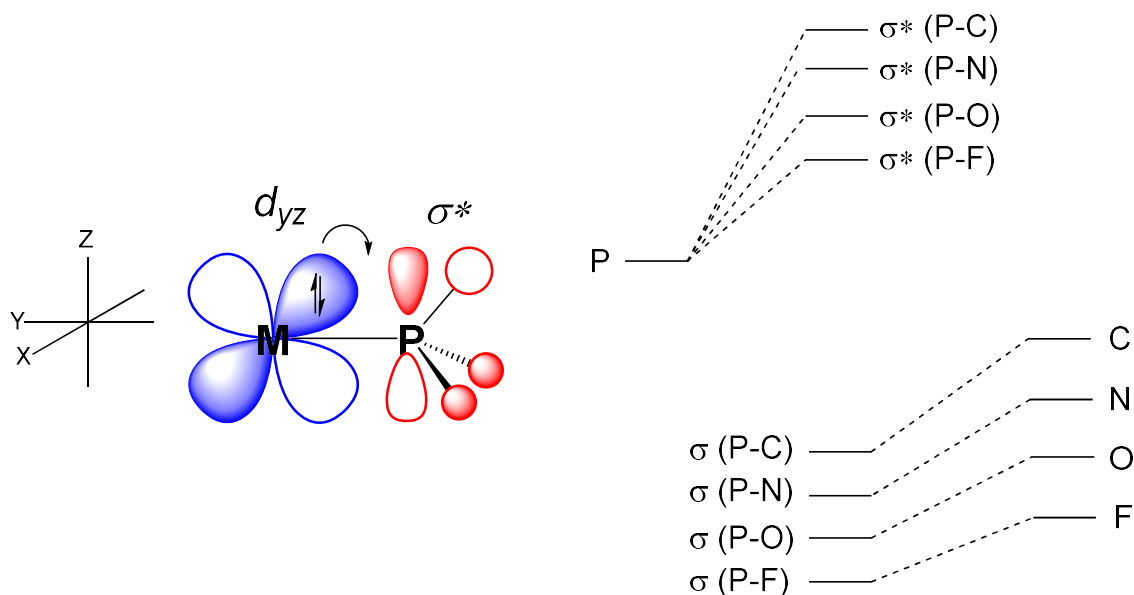 σ* (P-C)
σ* (P-N)
σ* (P-O)
σ* (P-F)
dyz
σ*
Z
Y
X
M
P
P
C
N
O
F
σ (P-C)
σ (P-N)
σ (P-O)
σ (P-F)